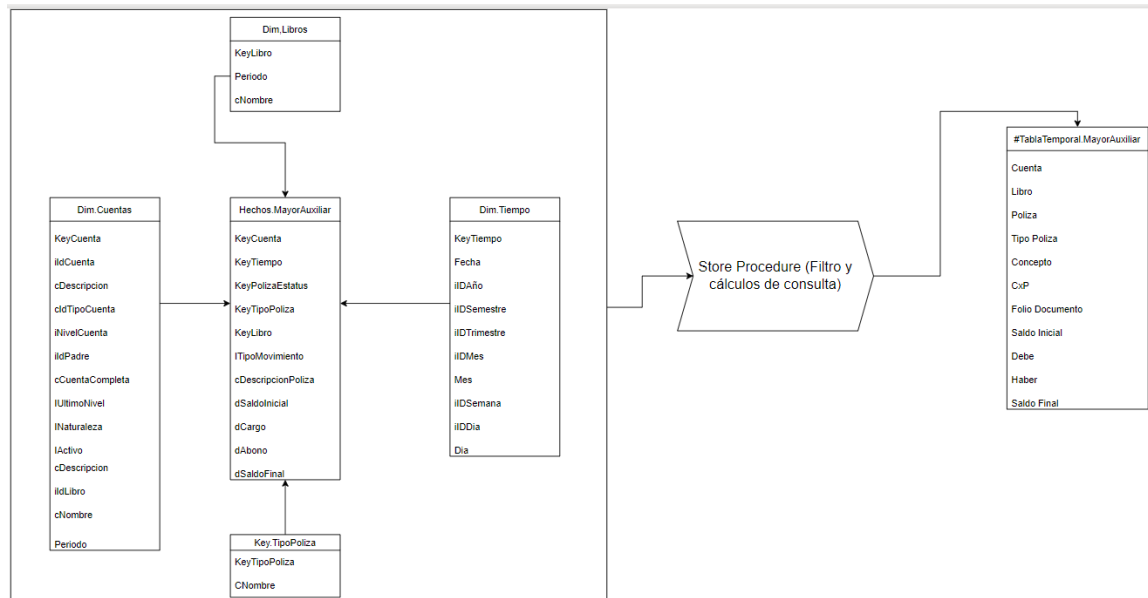 Dim,Libros
KeyLibro
Periodo
cNombre
Dim.Cuentas
KeyCuenta
iIdCuenta
cDescripcion
cIdTipoCuenta
iNivelCuenta
iIdPadre
cCuentaCompleta
lUltimoNivel
lNaturaleza
lActivo
cDescripcion
iIdLibro
cNombre
Periodo
Hechos.MayorAuxiliar
KeyCuenta
KeyTiempo
KeyPolizaEstatus
KeyTipoPoliza
KeyLibro
lTipoMovimiento
cDescripcionPoliza
dSaldoInicial
dCargo
dAbono
dSaldoFinal
Dim.Tiempo
KeyTiempo
Fecha
iIDAño
iIDSemestre
iIDTrimestre
iIDMes
Mes
iIDSemana
iIDDia
Dia
Key.TipoPoliza
KeyTipoPoliza
CNombre
Store Procedure (Filtro y
cálculos de consulta)
#TablaTemporal.MayorAuxiliar
Cuenta
Libro
Poliza
Tipo Poliza
Concepto
CxP
Folio Documento
Saldo Inicial
Debe
Haber
Saldo Final